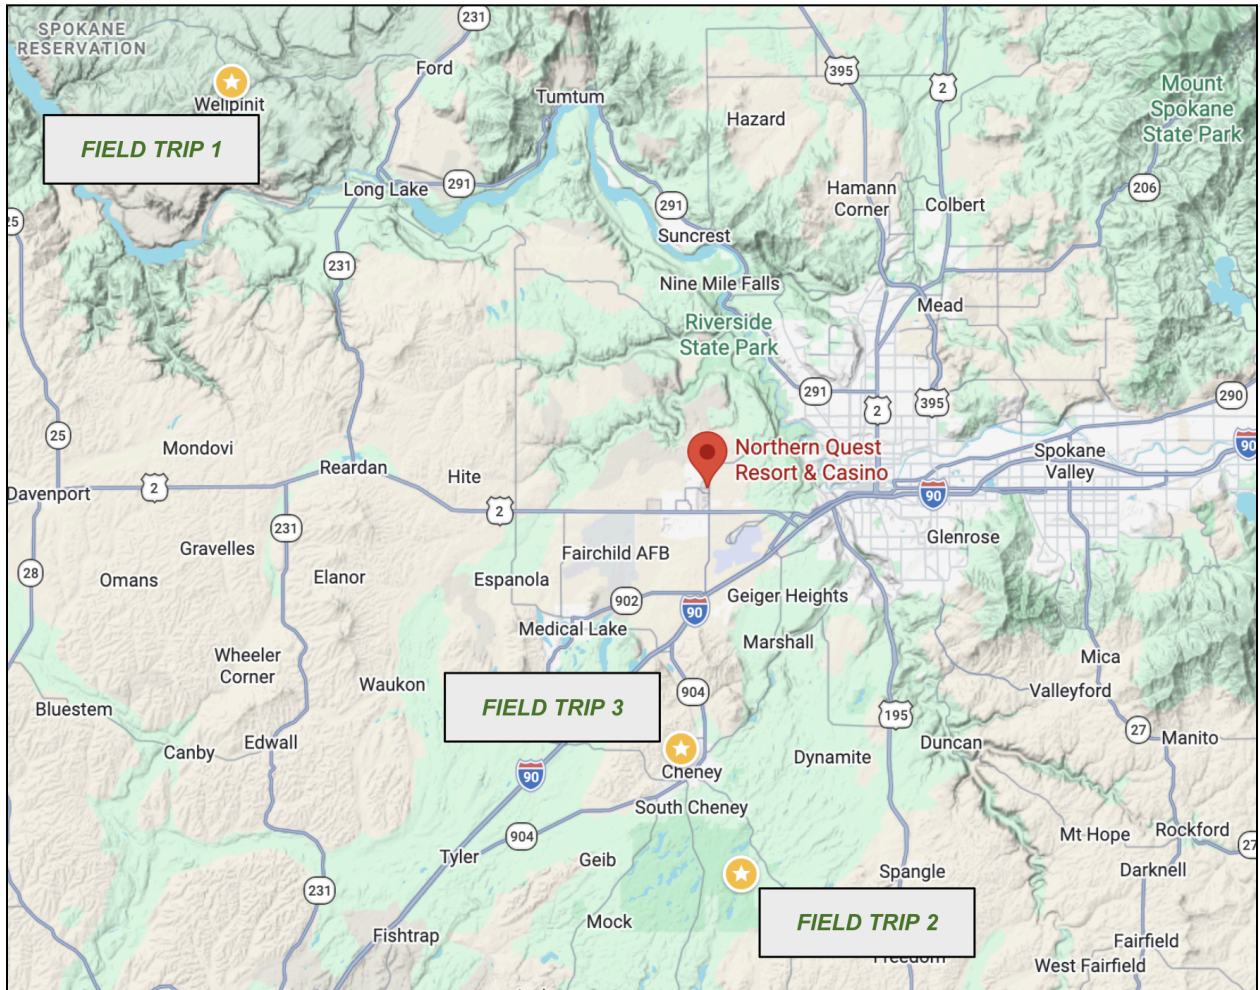 SPOKANE
RESERVATION
231
Ford
395
2
Mount
Spokane
State Park
Wellpinit
Tumtum
Hazard
FIELD TRIP 1
Long Lake
291
291
Hamann
Corner
Colbert
206
25
Suncrest
231
Nine Mile Falls
Mead
Riverside
State Park
291
2
395
290
25
Mondovi
Northern Quest
Resort & Casino
Spokane
Valley
90
Reardan
Hite
Davenport
2
2
90
231
Glenrose
Gravelles
Fairchild AFB
28
Omans
Elanor
Espanola
902
90
Geiger Heights
Medical Lake
Marshall
Wheeler
Corner
Mica
Waukon
904
Valleyford
Bluestem
FIELD TRIP 3
195
27
Manito
Canby
Edwall
Duncan
Dynamite
90
Cheney
South Cheney
904
Mt Hope
Rockford
27
Tyler
Geib
Spangle
Darknell
231
Mock
FIELD TRIP 2
Fishtrap
Fairfield
Freedom
West Fairfield